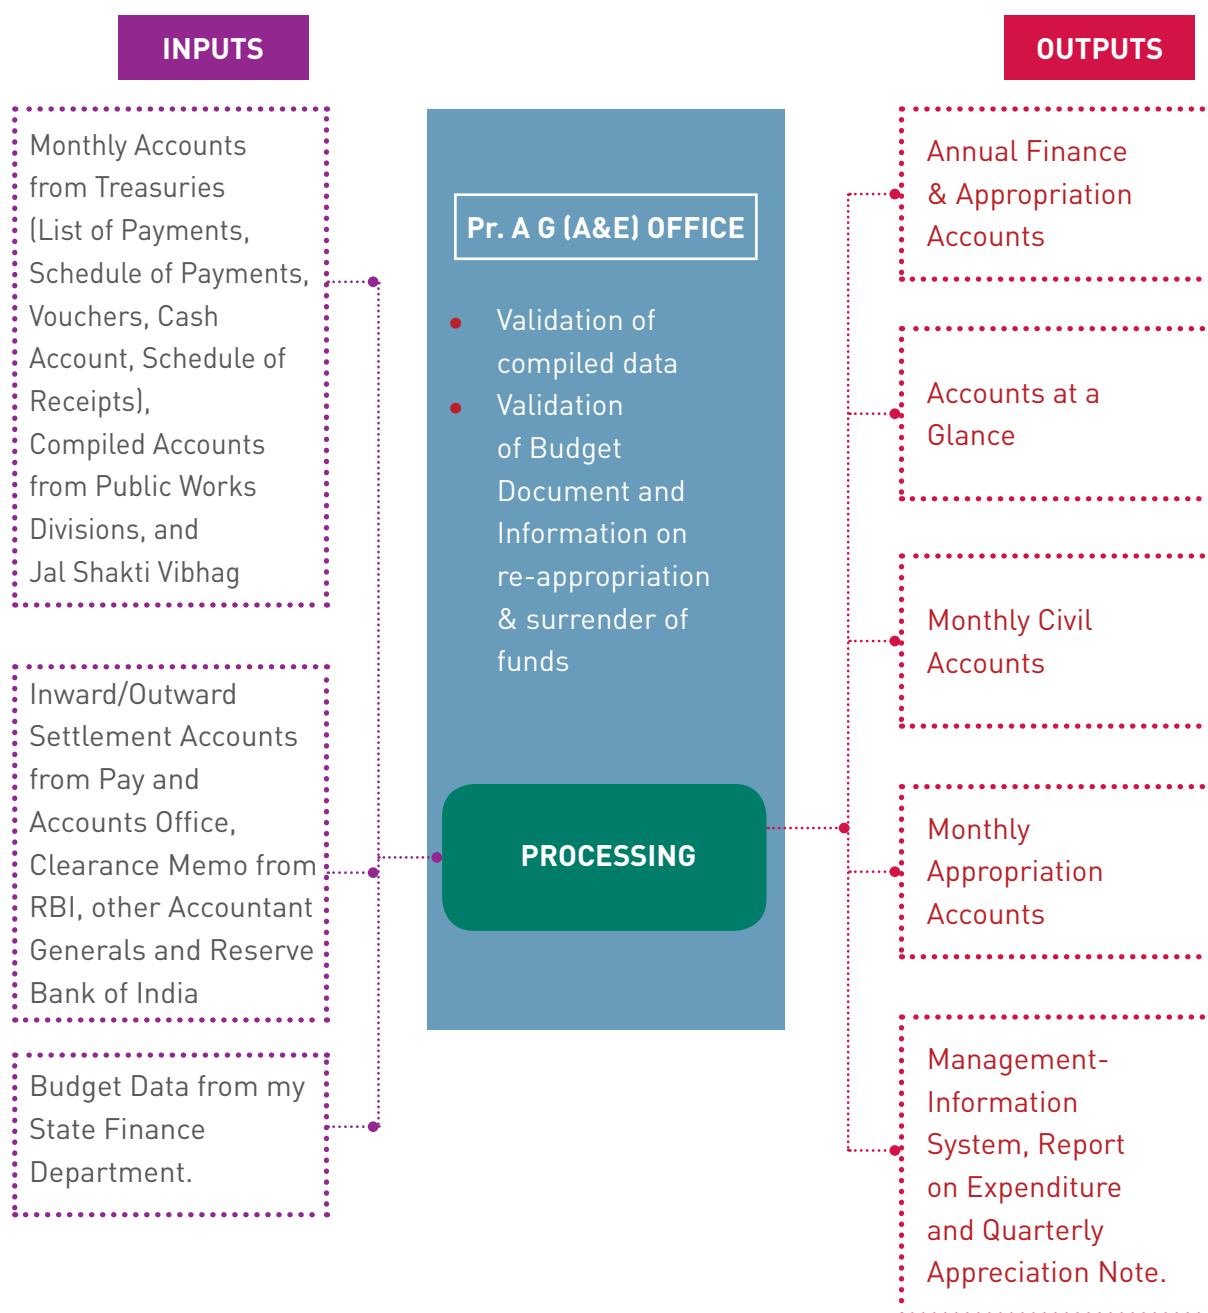 INPUTS
Monthly Accounts
from Treasuries
(List of Payments,
Schedule of Payments,
Vouchers, Cash
Account, Schedule of
Receipts),
Compiled Accounts
from Public Works
Divisions, and
Jal Shakti Vibhag
Inward/Outward
Settlement Accounts
from Pay and
Accounts Office,
Clearance Memo from
RBI, other Accountant
Generals and Reserve
Bank of India
Budget Data from my
State Finance
Department.
Pr. A G (A&E) OFFICE
• Validation of
compiled data
• Validation
of Budget
Document and
Information on
re-appropriation
& surrender of
funds
PROCESSING
OUTPUTS
Annual Finance
& Appropriation
Accounts
Accounts at a
Glance
Monthly Civil
Accounts
Monthly
Appropriation
Accounts
Management-
Information
System, Report
on Expenditure
and Quarterly
Appreciation Note.